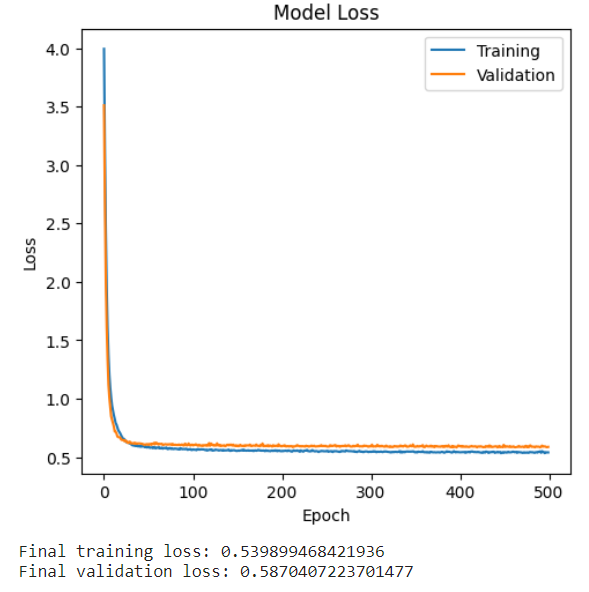 Model Loss
Training
Validation
4.0
3.5
3.0
2.5
2.0
1.5
1.0
0.5
Loss
0 100 200 300 400 500
Epoch
Final training loss: 0.539899468421936
Final validation loss: 0.5870407223701477